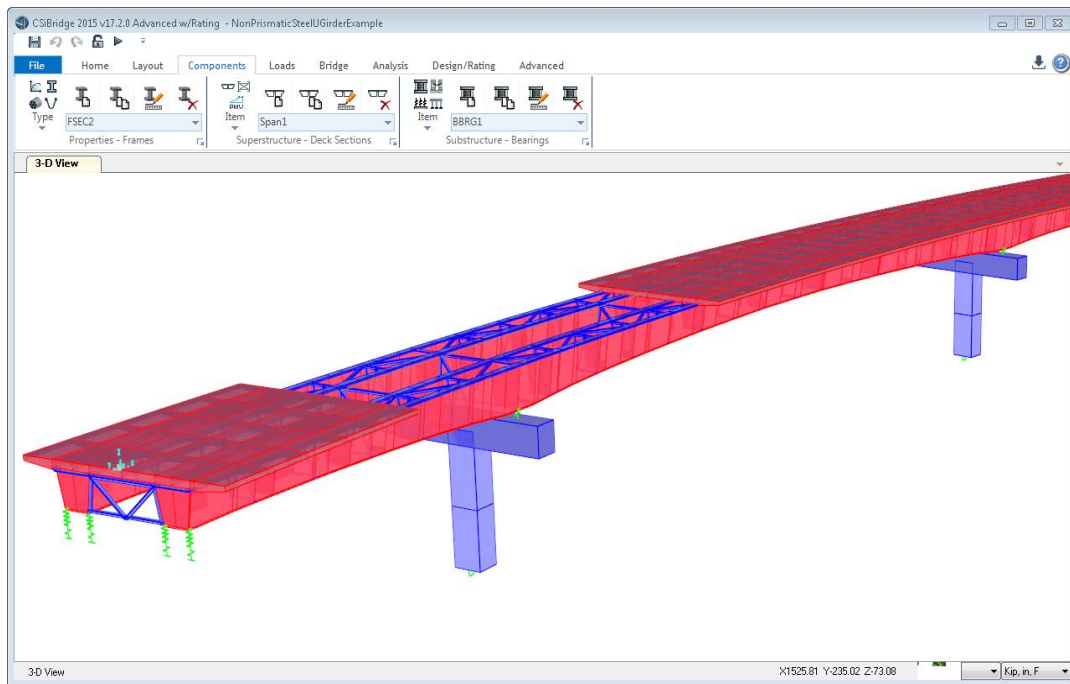 CSiBridge 2015 v17.2.0 Advanced w/Rating - NonPrismaticSteelUGirderExample
File Home Layout Components Loads Bridge Analysis Design/Rating Advanced
Type
FSEC2
Properties - Frames
PMV
Item
Span1
Superstructure - Deck Sections
Item
BBRG1
Substructure - Bearings
3-D View
3-D View
X1525.81 Y-235.02 Z-73.08
Kip, in, F